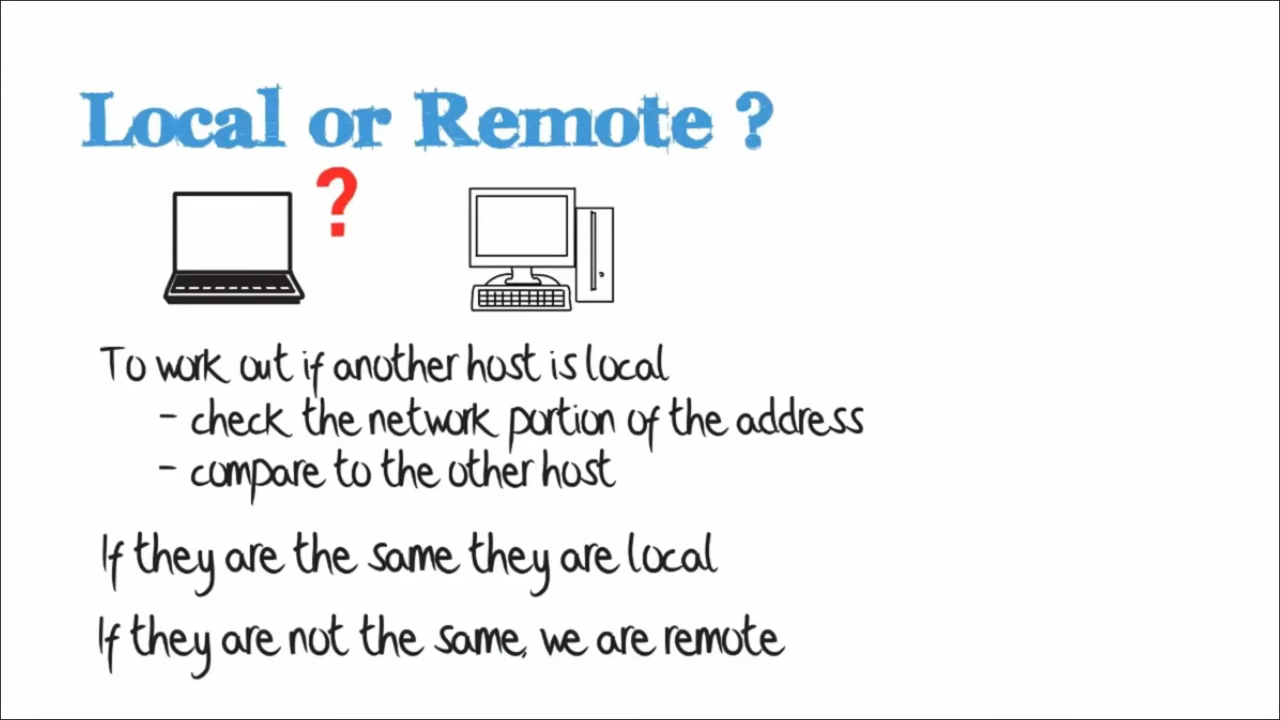 Local or Remote ?
?
To work out if another host is local
- check the network portion of the address
- compare to the other host
If they are the same they are local
If they are not the same, we are remote